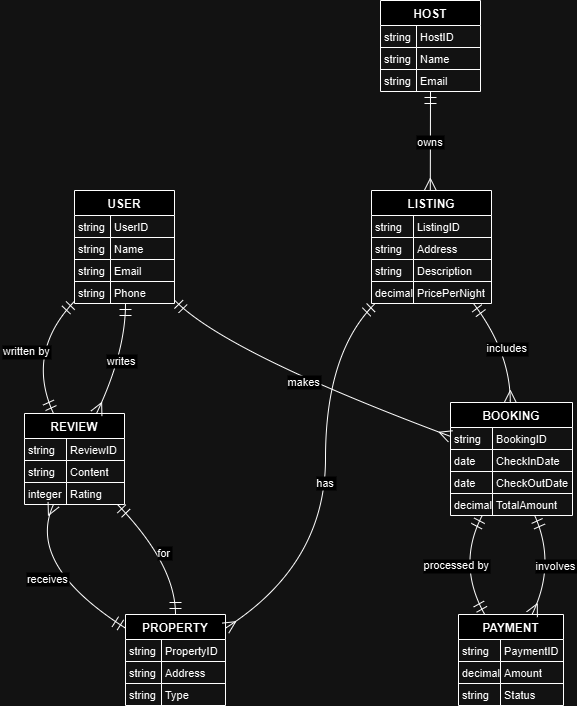 HOST
string HostID
string Name
string Email
owns
USER
string UserID
string Name
string Email
string Phone
LISTING
string ListingID
string Address
string Description
decimal PricePerNight
written by
writes
includes
makes
REVIEW
string ReviewID
string Content
integer Rating
BOOKING
string BookingID
date CheckInDate
date CheckOutDate
decimal TotalAmount
has
receives
for
processed by
involves
PROPERTY
string PropertyID
string Address
string Type
PAYMENT
string PaymentID
decimal Amount
string Status